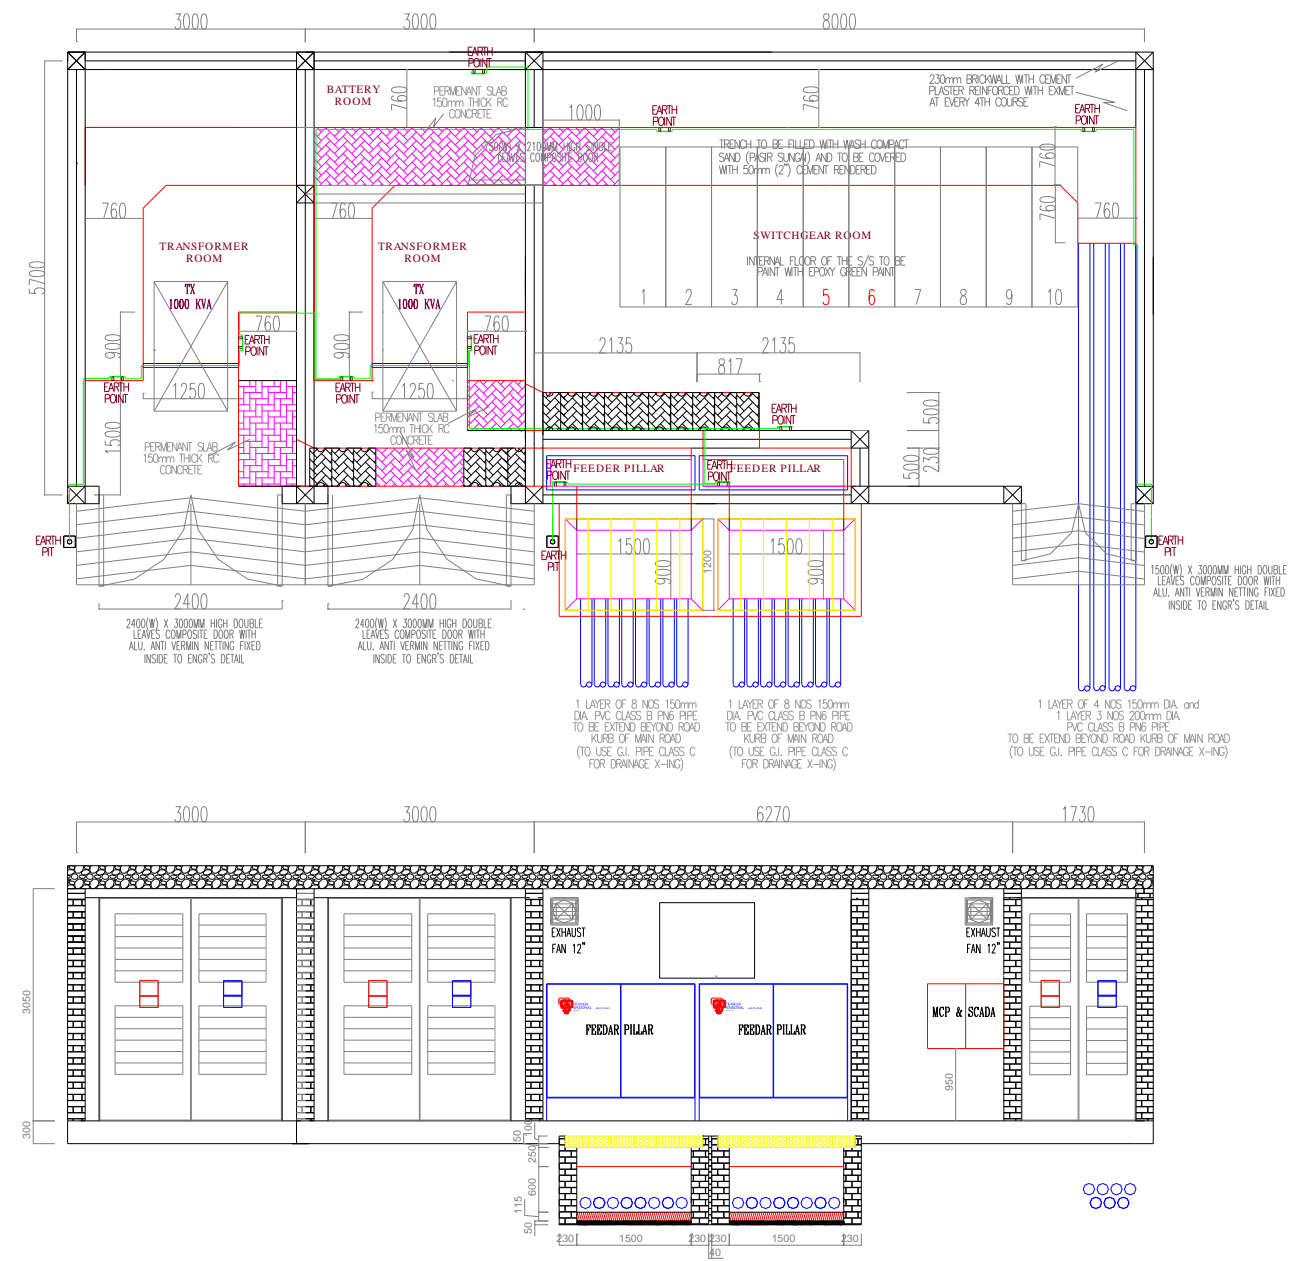 3000
3000
8000
EARTH
POINT
230mm BRICKWALL WITH CEMENT
PLASTER REINFORCED WITH EXMET
AT EVERY 4TH COURSE
BATTERY
ROOM
760
PERMENANT SLAB
150mm THICK RC
CONCRETE
760
1000
EARTH
POINT
EARTH
POINT
TRENCH TO BE FILLED WITH WASH COMPACT
SAND (PASIR SUNGAI) AND TO BE COVERED
WITH 50mm (2") CEMENT RENDERED
X 2100MM HIGH SINGLE
LEAVES COMPOSITE DOOR
760
760
760
760
760
5700
TRANSFORMER
ROOM
TRANSFORMER
ROOM
SWITCHGEAR ROOM
INTERNAL FLOOR OF THE S/S TO BE
PAINT WITH EPOXY GREEN PAINT
TX
1000 KVA
TX
1000 KVA
1 2 3 4 5 6 7 8 9 10
760
760
900
EARTH
POINT
900
EARTH
POINT
2135
2135
817
EARTH
POINT
1250
EARTH
POINT
1250
1500
PERMENANT SLAB
150mm THICK RC
CONCRETE
PERMENANT SLAB
150mm THICK RC
CONCRETE
EARTH
POINT
500
230
500
EARTH
POINT
FEEDER PILLAR
EARTH
POINT
FEEDER PILLAR
EARTH
PIT
EARTH
PIT
EARTH
PIT
1500
900
1200
1500
900
1500(W) X 3000MM HIGH DOUBLE
LEAVES COMPOSITE DOOR WITH
ALU. ANTI VERMIN NETTING FIXED
INSIDE TO ENGR'S DETAIL
2400
2400
2400(W) X 3000MM HIGH DOUBLE
LEAVES COMPOSITE DOOR WITH
ALU. ANTI VERMIN NETTING FIXED
INSIDE TO ENGR'S DETAIL
2400(W) X 3000MM HIGH DOUBLE
LEAVES COMPOSITE DOOR WITH
ALU. ANTI VERMIN NETTING FIXED
INSIDE TO ENGR'S DETAIL
1 LAYER OF 8 NOS 150mm
DIA. PVC CLASS B PN6 PIPE
TO BE EXTEND BEYOND ROAD
KURB OF MAIN ROAD
(TO USE G.I. PIPE CLASS C
FOR DRAINAGE X-ING)
1 LAYER OF 8 NOS 150mm
DIA. PVC CLASS B PN6 PIPE
TO BE EXTEND BEYOND ROAD
KURB OF MAIN ROAD
(TO USE G.I. PIPE CLASS C
FOR DRAINAGE X-ING)
1 LAYER OF 4 NOS 150mm DIA. and
1 LAYER 3 NOS 200mm DIA.
PVC CLASS B PN6 PIPE
TO BE EXTEND BEYOND ROAD KURB OF MAIN ROAD
(TO USE G.I. PIPE CLASS C FOR DRAINAGE X-ING)
3000
3000
6270
1730
EXHAUST
FAN 12"
EXHAUST
FAN 12"
3050
FEEDAR PILLAR
FEEDAR PILLAR
MCP & SCADA
950
300
100
50
250
600
115
50
230
1500
230
230
1500
230
40